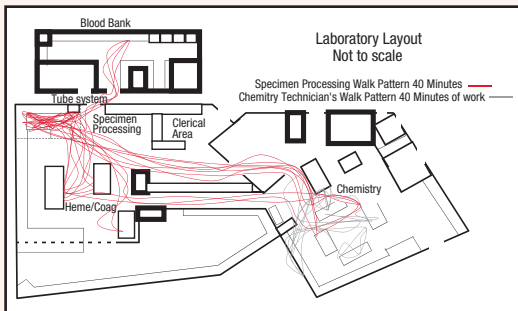 Blood Bank
Laboratory Layout
Not to scale
Specimen Processing Walk Pattern 40 Minutes
Chemitry Technician's Walk Pattern 40 Minutes of work
Tube system
Specimen
Processing
Clerical
Area
Chemistry
Heme/Coag